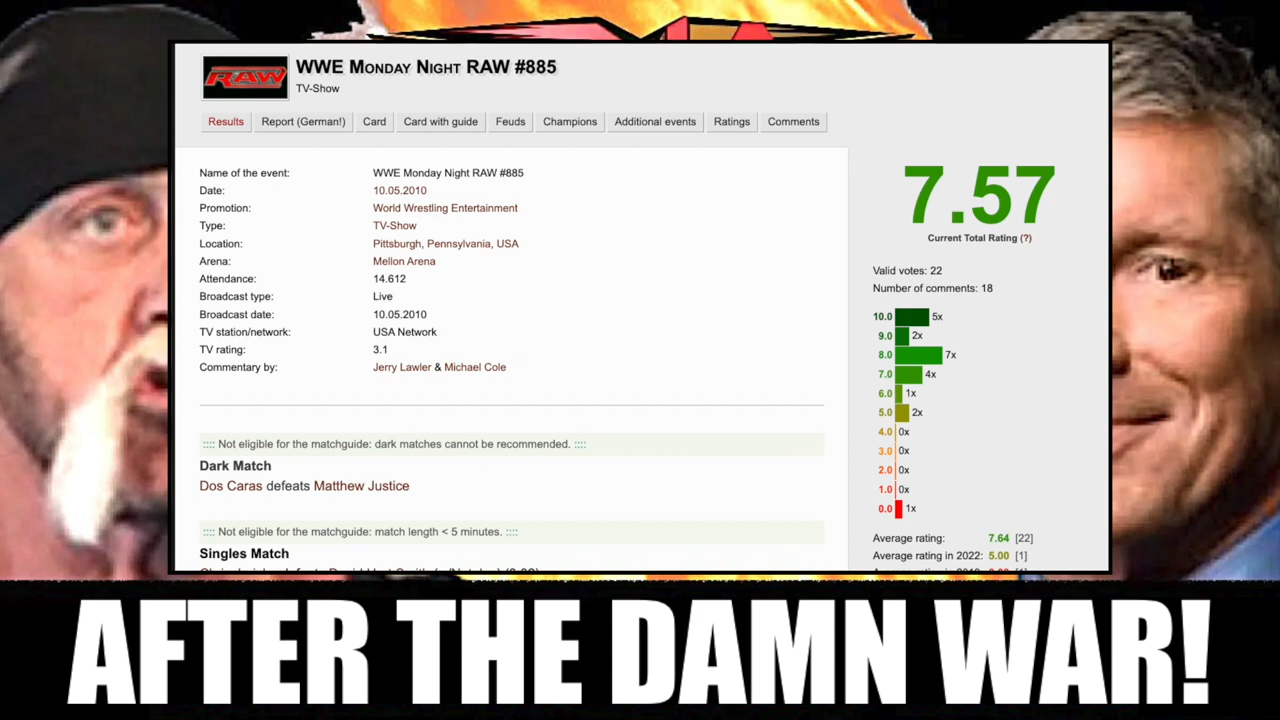 RAW
WWE Monday Night RAW #885
TV-Show
Results
Report (German!)
Card
Card with guide
Feuds
Champions
Additional events
Ratings
Comments
Name of the event: WWE Monday Night RAW #885
Date: 10.05.2010
Promotion: World Wrestling Entertainment
Type: TV-Show
Location: Pittsburgh, Pennsylvania, USA
Arena: Mellon Arena
Attendance: 14.612
Broadcast type: Live
Broadcast date: 10.05.2010
TV station/network: USA Network
TV rating: 3.1
Commentary by: Jerry Lawler & Michael Cole
:::: Not eligible for the matchguide: dark matches cannot be recommended. ::::
Dark Match
Dos Caras defeats Matthew Justice
:::: Not eligible for the matchguide: match length < 5 minutes. ::::
Singles Match
7.57
Current Total Rating (?)
Valid votes: 22
Number of comments: 18
10.0 5x
9.0 2x
8.0 7x
7.0 4x
6.0 1x
5.0 2x
4.0 0x
3.0 0x
2.0 0x
1.0 0x
0.0 1x
Average rating: 7.64 [22]
Average rating in 2022: 5.00 [1]
AFTER THE DAMN WAR!